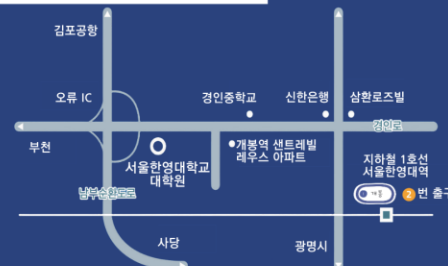 김포공항
오류 IC
경인중학교
신한은행
삼환로즈빌
경인로
부천
서울한영대학교
대학원
개봉역 샌트레빌
레우스 아파트
지하철 1호선
서울한영대역
2번 출구
남부순환도로
사당
광명시